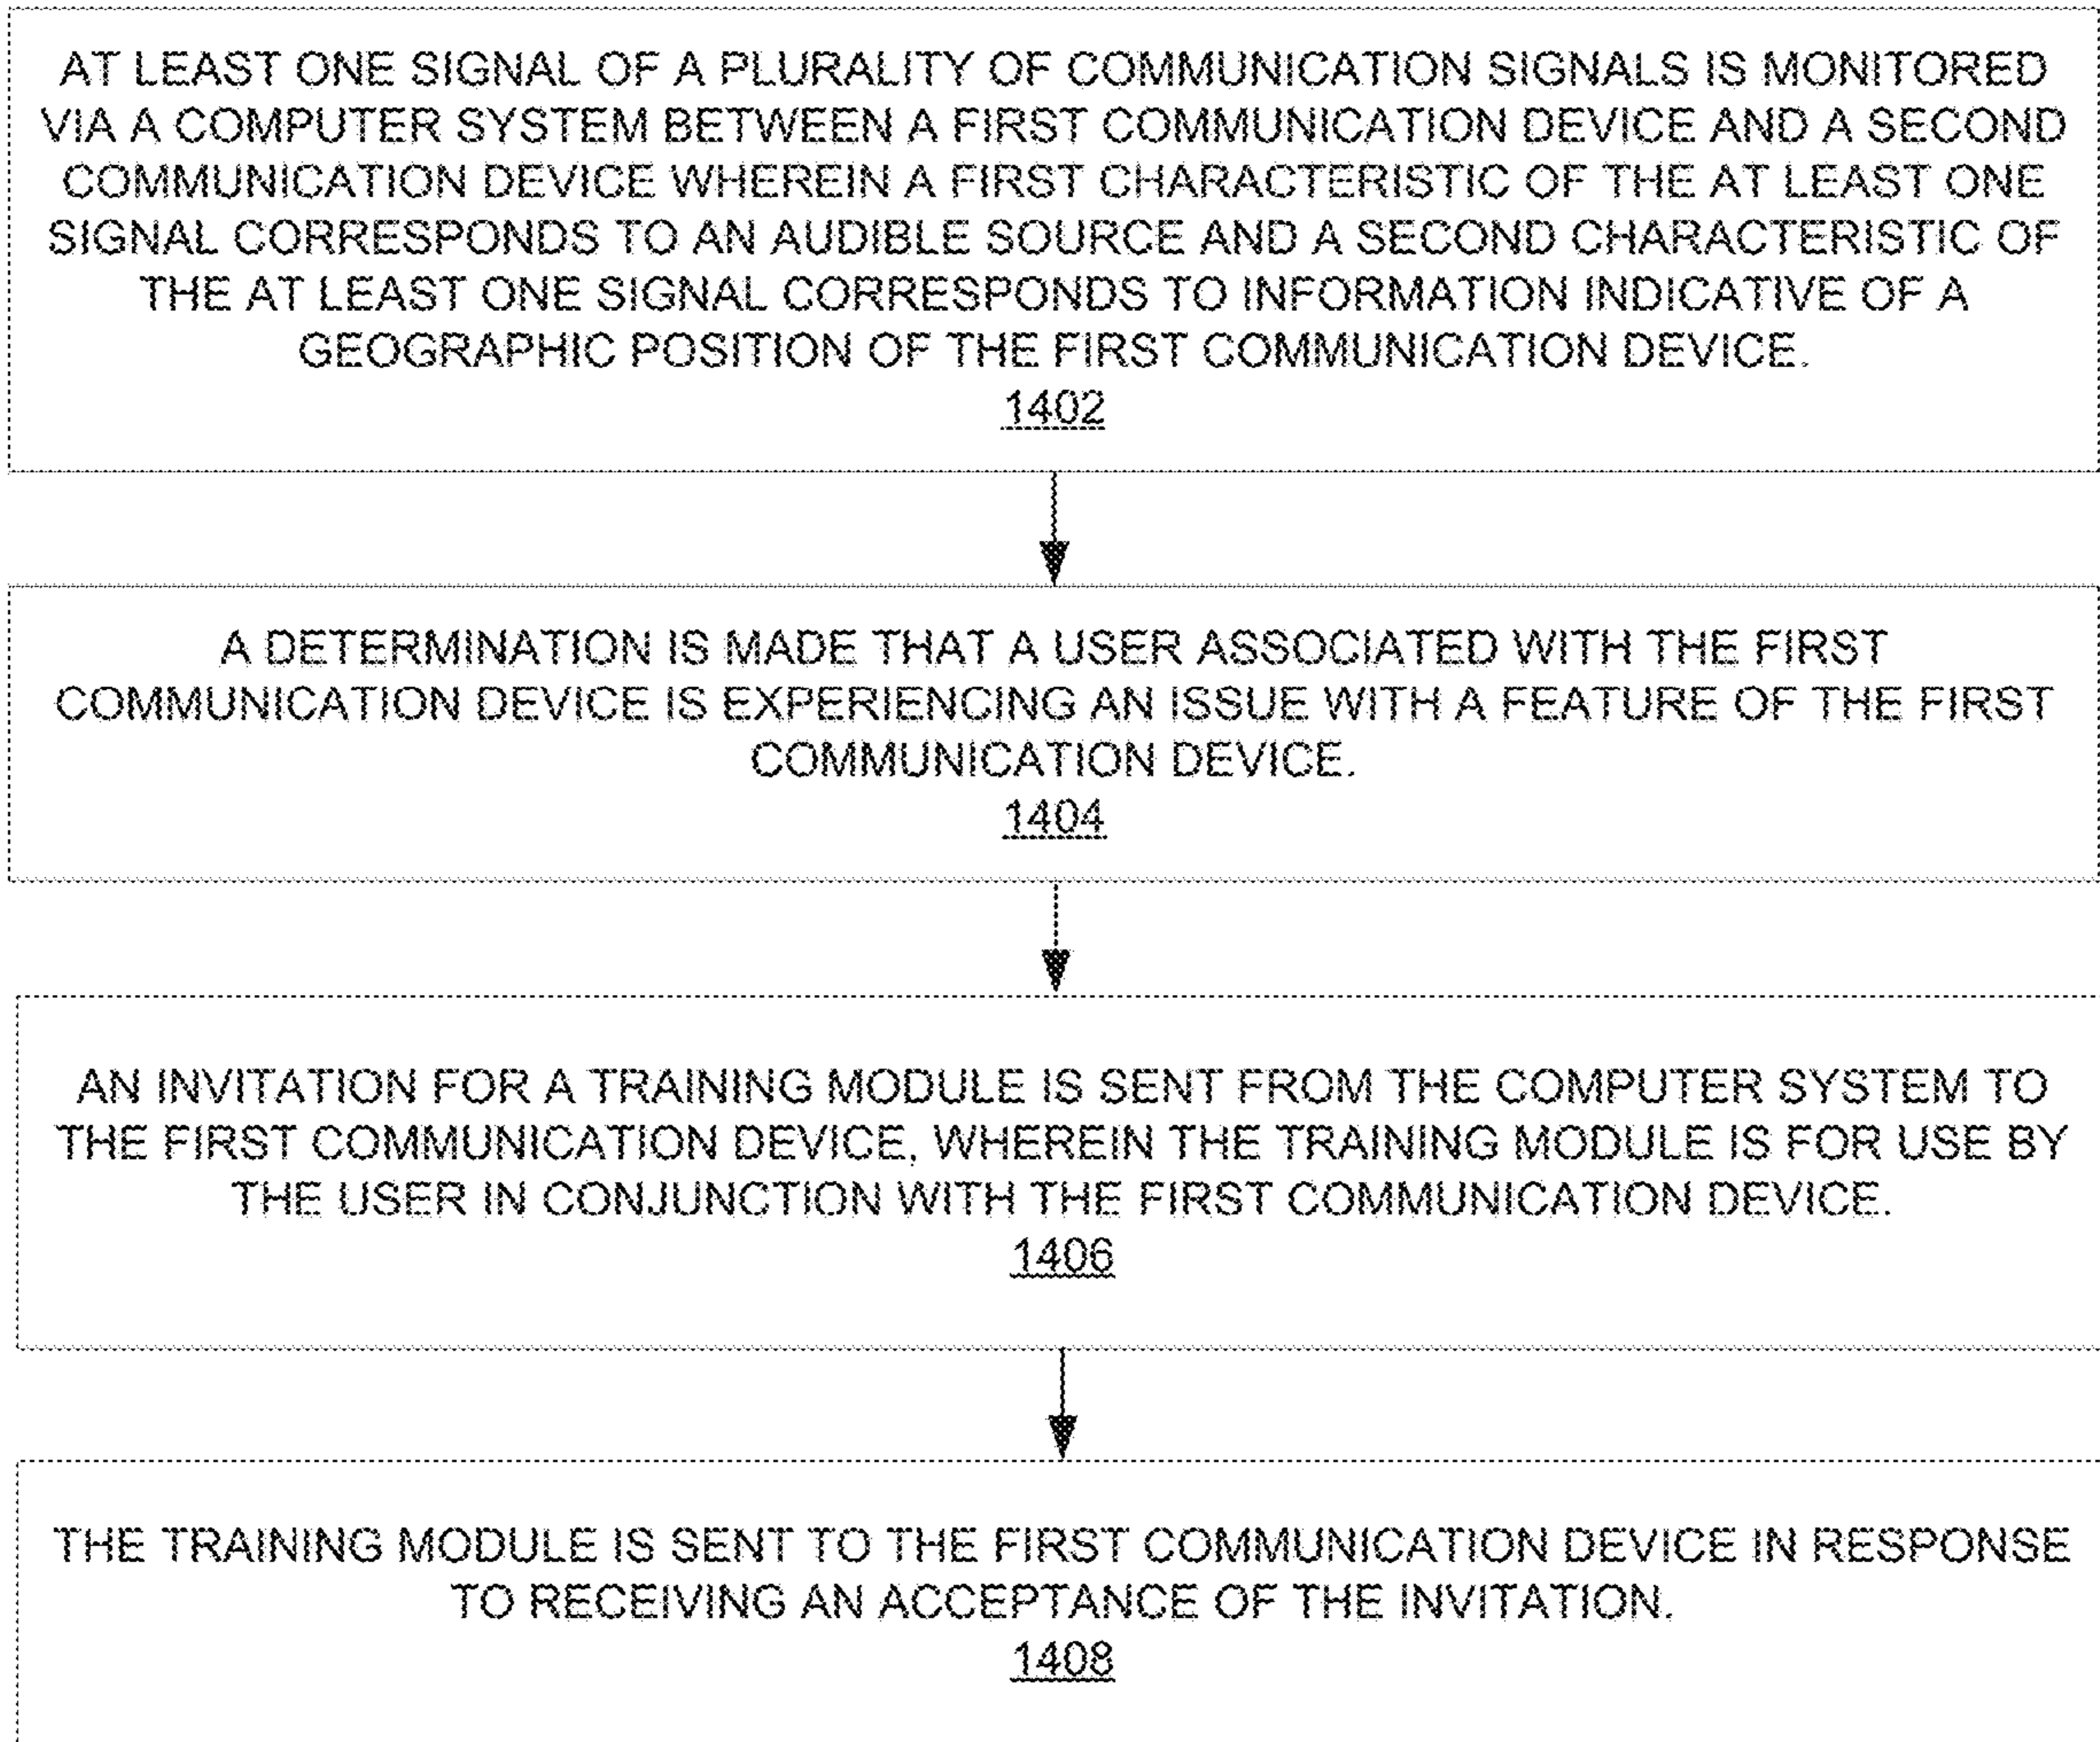 AT LEAST ONE SIGNAL OF A PLURALITY OF COMMUNICATION SIGNALS IS MONITORED
VIA A COMPUTER SYSTEM BETWEEN A FIRST COMMUNICATION DEVICE AND A SECOND
COMMUNICATION DEVICE WHEREIN A FIRST CHARACTERISTIC OF THE AT LEAST ONE
SIGNAL CORRESPONDS TO AN AUDIBLE SOURCE AND A SECOND CHARACTERISTIC OF
THE AT LEAST ONE SIGNAL CORRESPONDS TO INFORMATION INDICATIVE OF A
GEOGRAPHIC POSITION OF THE FIRST COMMUNICATION DEVICE.
1402
A DETERMINATION IS MADE THAT A USER ASSOCIATED WITH THE FIRST
COMMUNICATION DEVICE IS EXPERIENCING AN ISSUE WITH A FEATURE OF THE FIRST
COMMUNICATION DEVICE.
1404
AN INVITATION FOR A TRAINING MODULE IS SENT FROM THE COMPUTER SYSTEM TO
THE FIRST COMMUNICATION DEVICE, WHEREIN THE TRAINING MODULE IS FOR USE BY
THE USER IN CONJUNCTION WITH THE FIRST COMMUNICATION DEVICE.
1406
THE TRAINING MODULE IS SENT TO THE FIRST COMMUNICATION DEVICE IN RESPONSE
TO RECEIVING AN ACCEPTANCE OF THE INVITATION.
1408